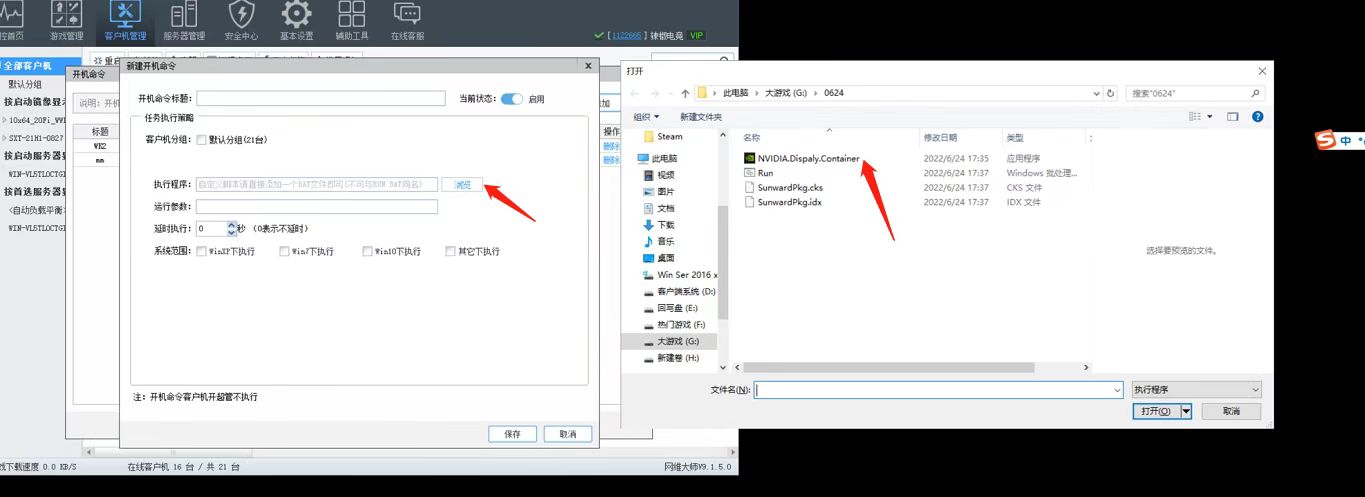 控首页 游戏管理 客户机管理 服务器管理 安全中心 基本设置 辅助工具 在线客服
[1122665] 辣椒电竞 VIP
全部客户机
默认分组
按启动镜像显示
10x64_20Fi_WWI
SXT-21H1-0827
按启动服务器显
WIN-VL5TLOCTGI
按首选服务器显
<自动负载平衡>
WIN-VL5TLOCTGI
重启
开机命令
说明：开机
标题
WK2
mm
加
操作
删除
删除
新建开机命令
开机命令标题：
当前状态： 启用
任务执行策略
客户机分组： 默认分组(21台)
执行程序： 自定义脚本请直接添加一个BAT文件即可(不可与RUN BAT同名) 浏览
运行参数：
延时执行： 0 秒 （0表示不延时）
系统范围： WinXP下执行 Win7下执行 Win10下执行 其它下执行
注：开机命令客户机开超管不执行
保存 取消
线下载速度 0.0 KB/S 在线客户机 16 台 / 共 21 台 网维大师V9.1.5.0
打开
此电脑 › 大游戏 (G:) › 0624
搜索"0624"
组织 新建文件夹
Steam
此电脑
视频
图片
文档
下载
音乐
桌面
Win Ser 2016 x
客户端系统 (D:)
回写盘 (E:)
热门游戏 (F:)
大游戏 (G:)
新建卷 (H:)
名称 修改日期 类型
NVIDIA.Dispaly.Container 2022/6/24 17:35 应用程序
Run 2022/6/24 17:37 Windows 批处理...
SunwardPkg.cks 2022/6/24 17:37 CKS 文件
SunwardPkg.idx 2022/6/24 17:37 IDX 文件
选择要预览的文件。
文件名(N):
执行程序
打开(O) 取消
S 中